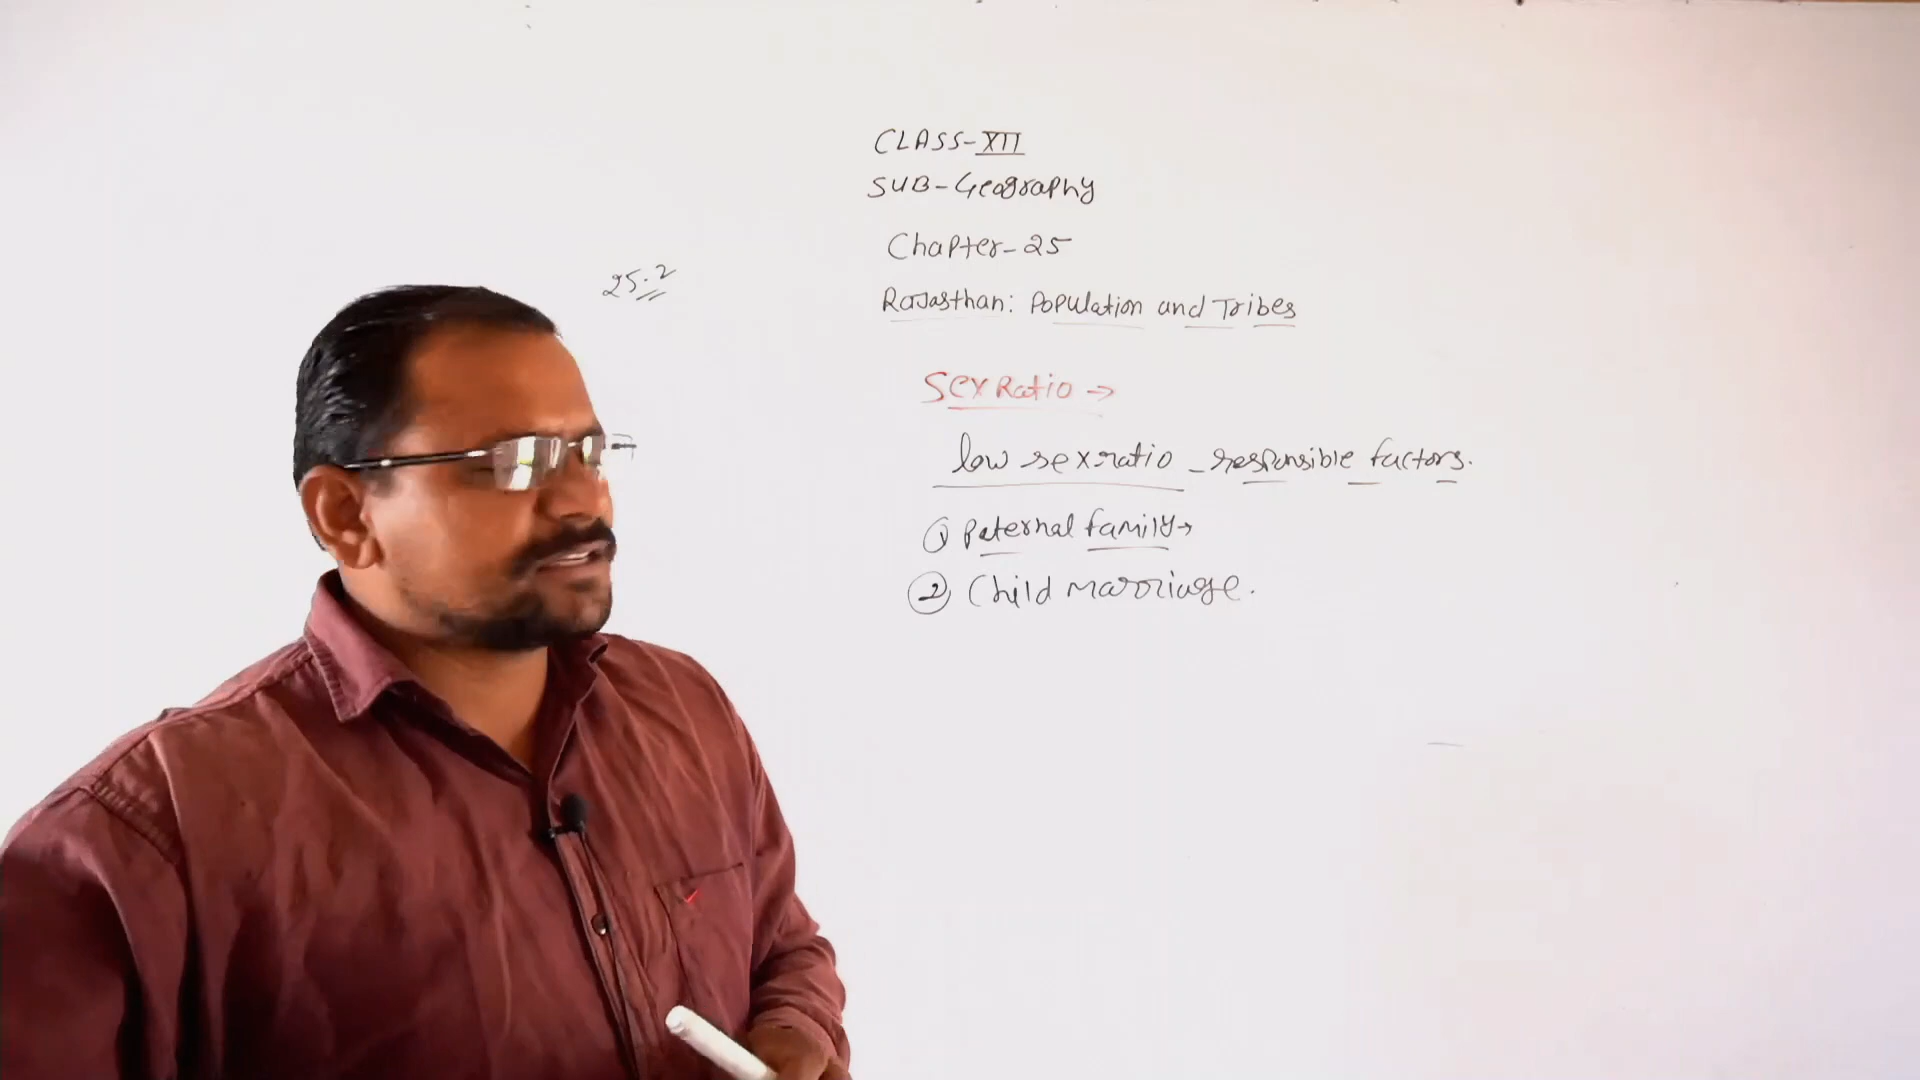 CLASS-XII
SUB-Geography
Chapter-25
25.2
Rajasthan: Population and Tribes
Sex Ratio →
low sex ratio - responsible factors.
① Paternal family→
② Child marriage.